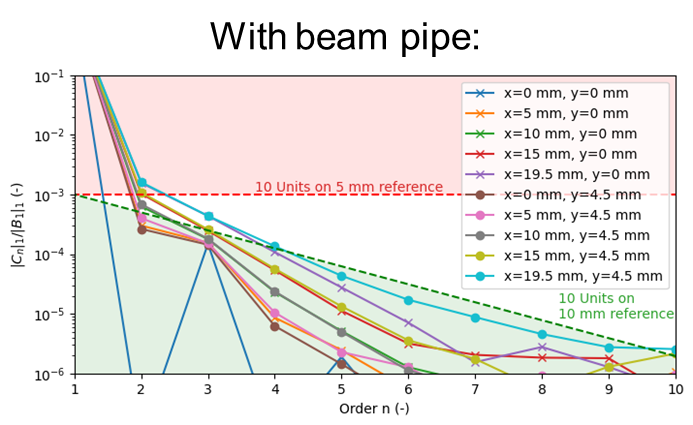 With beam pipe:
10⁻¹
10⁻²
10⁻³
10⁻⁴
10⁻⁵
10⁻⁶
|Cₙ|₁/|B₁|₁ (-)
x=0 mm, y=0 mm
x=5 mm, y=0 mm
x=10 mm, y=0 mm
x=15 mm, y=0 mm
x=19.5 mm, y=0 mm
x=0 mm, y=4.5 mm
x=5 mm, y=4.5 mm
x=10 mm, y=4.5 mm
x=15 mm, y=4.5 mm
x=19.5 mm, y=4.5 mm
10 Units on 5 mm reference
10 Units on
10 mm reference
1 2 3 4 5 6 7 8 9 10
Order n (-)